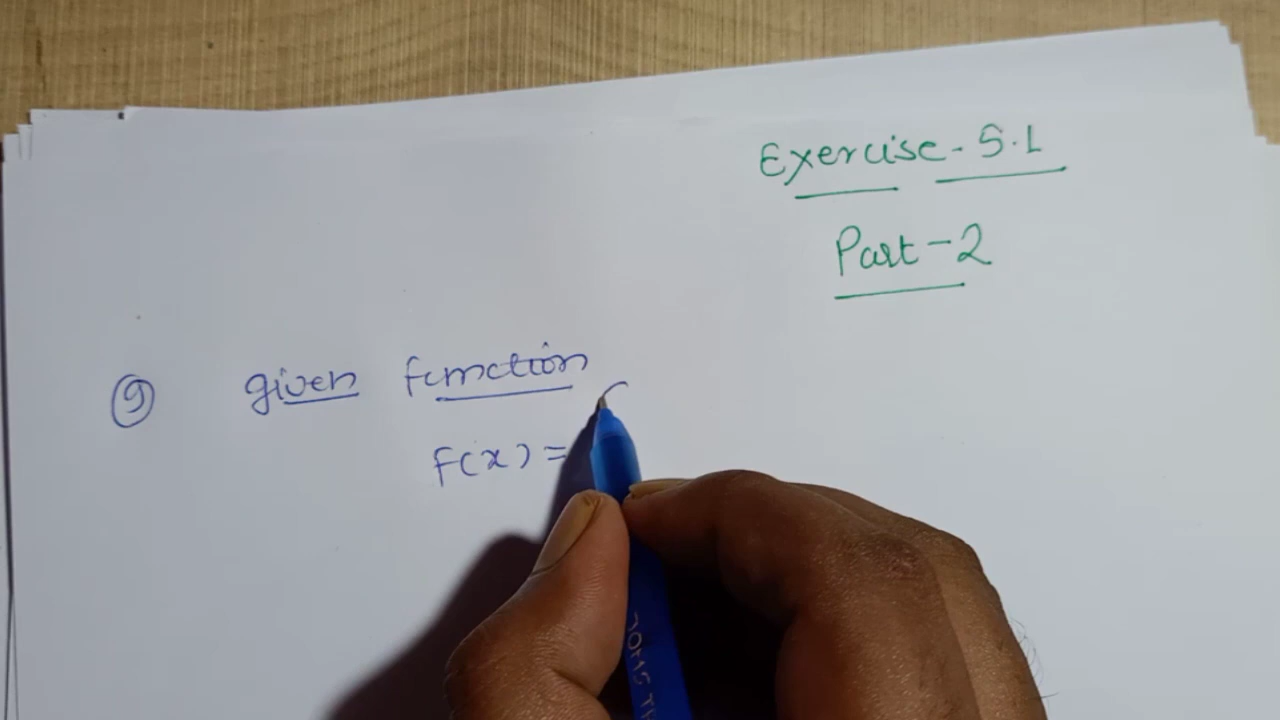 Exercise - 5.1
Part - 2
⑨ given function
f(x) =